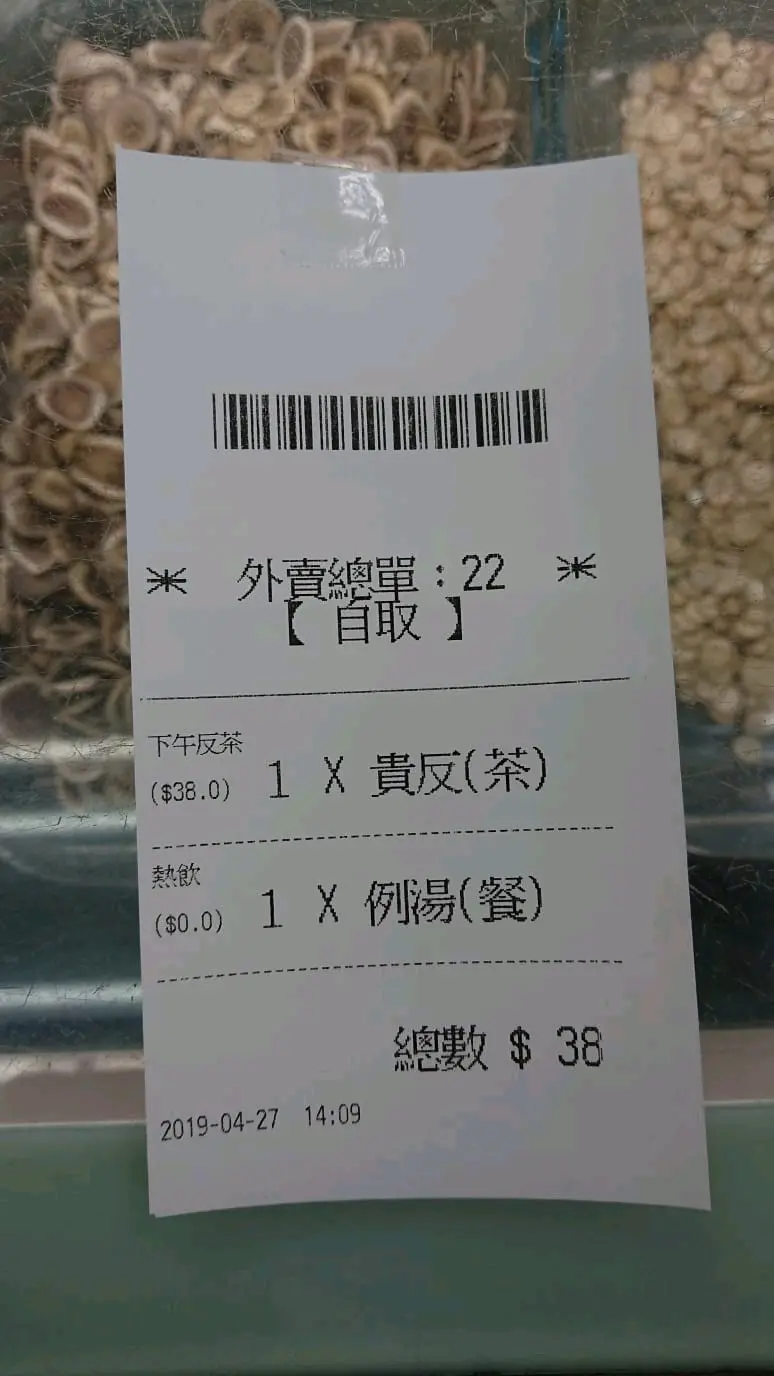 * 外賣總單:22 *
【 自取 】
下午反茶
($38.0) 1 X 貴反(茶)
熱飲
($0.0) 1 X 例湯(餐)
總數 $ 38
2019-04-27 14:09